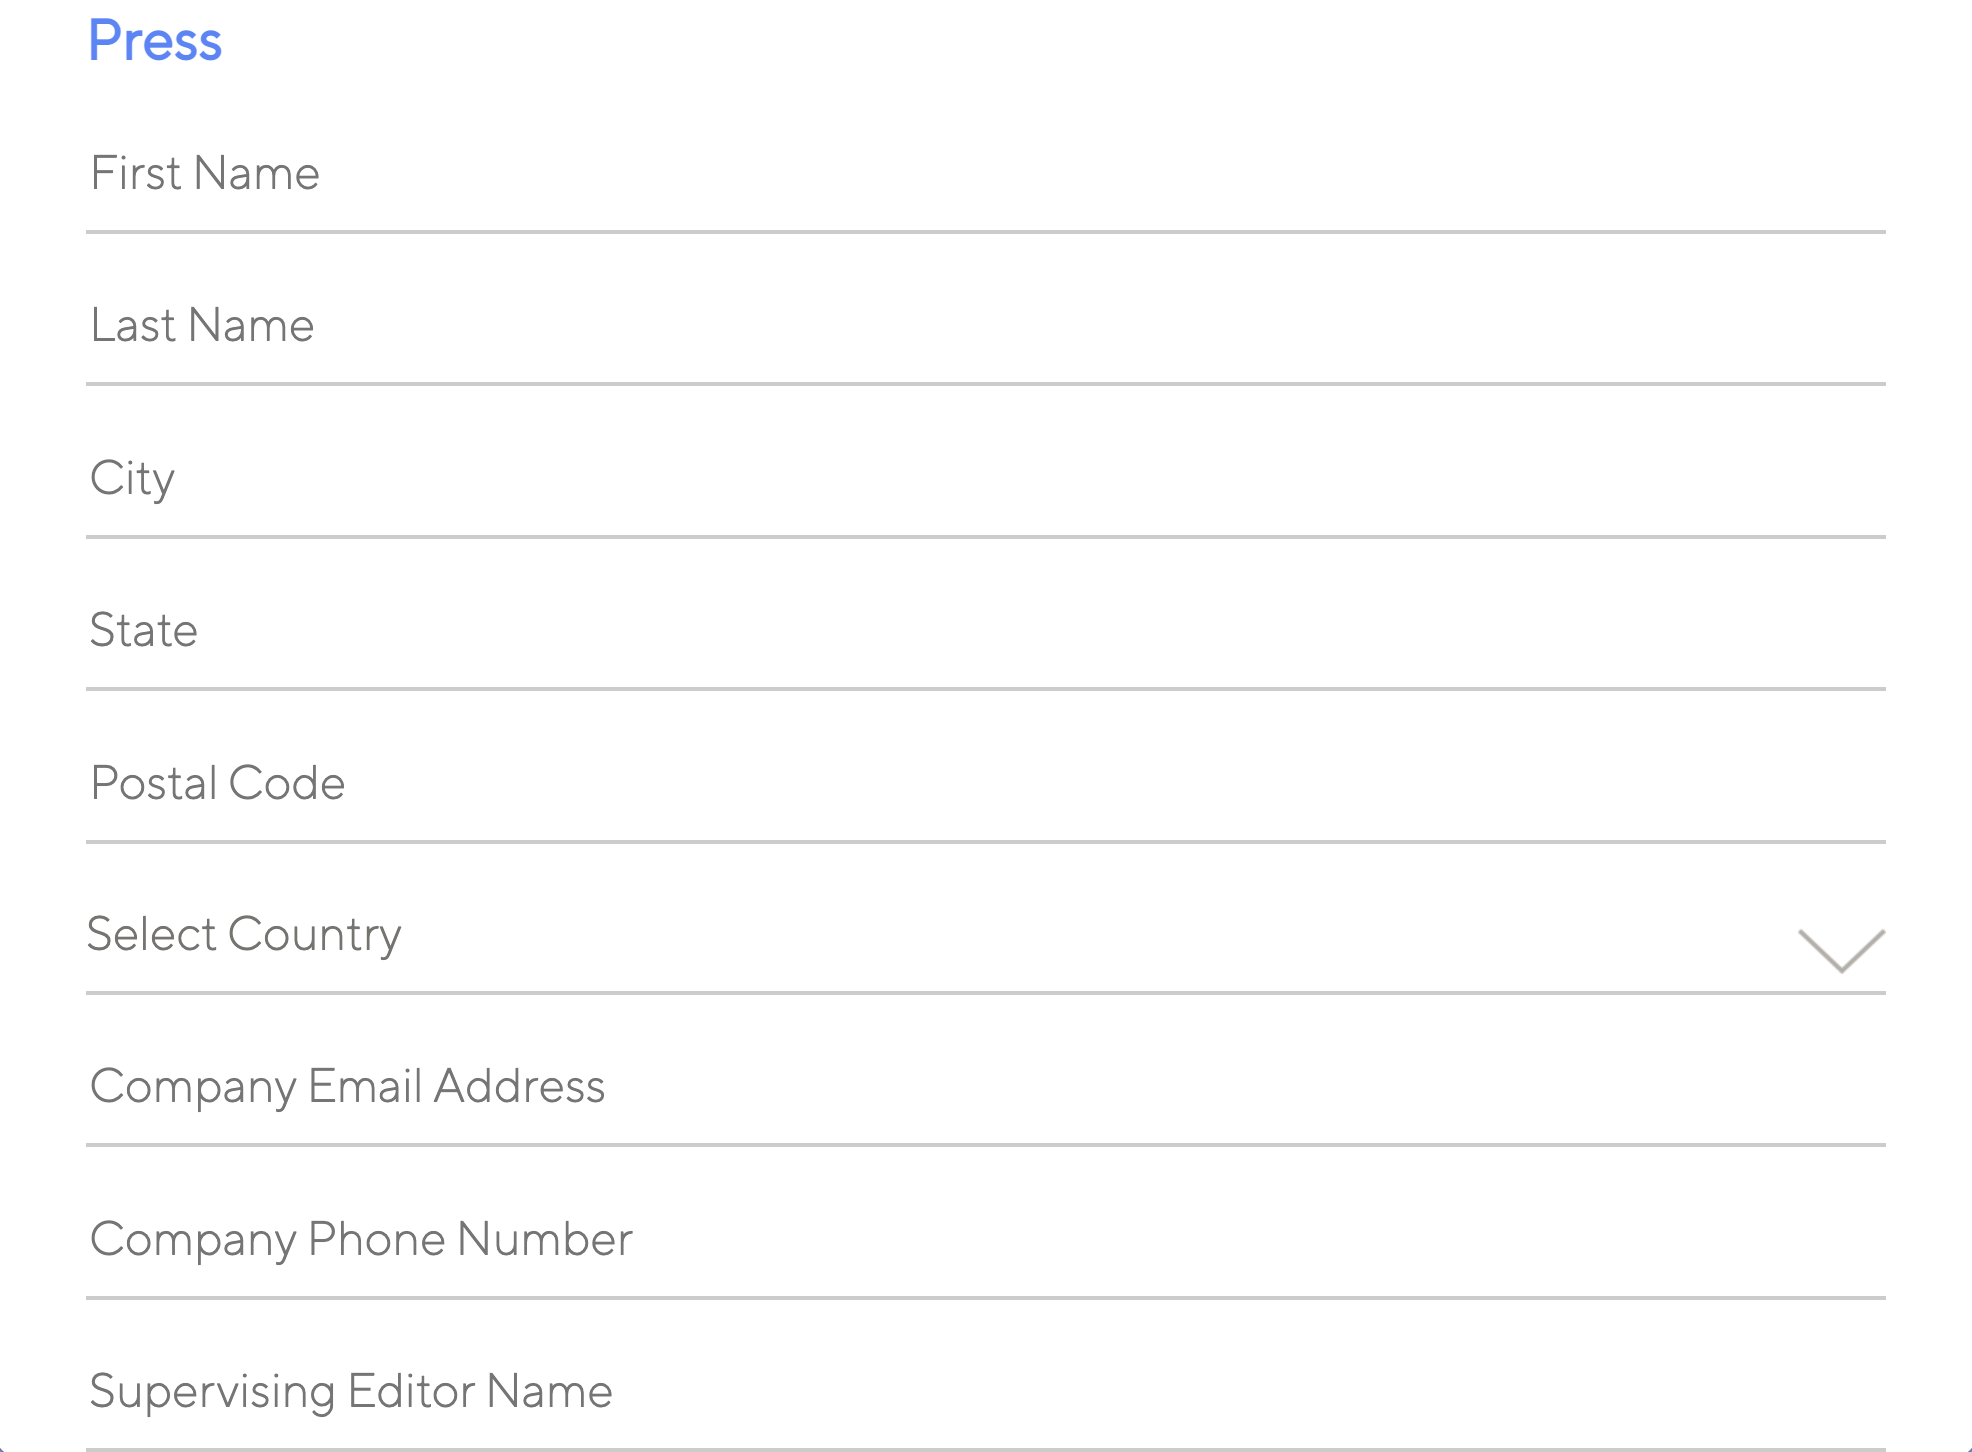 Press
First Name
Last Name
City
State
Postal Code
Select Country
Company Email Address
Company Phone Number
Supervising Editor Name